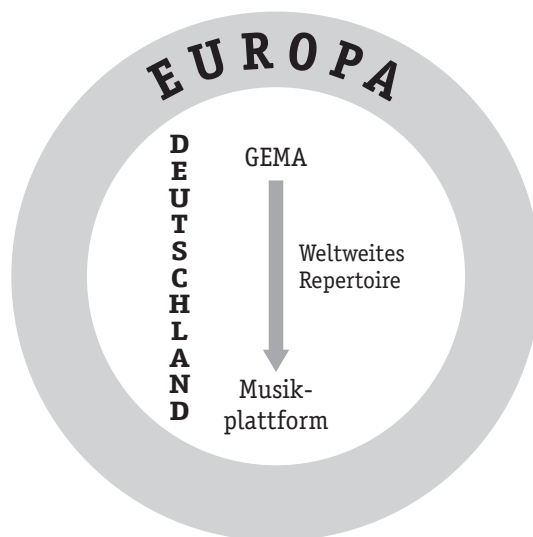 EUROPA
DEUTSCHLAND
GEMA
Weltweites
Repertoire
Musik-
plattform